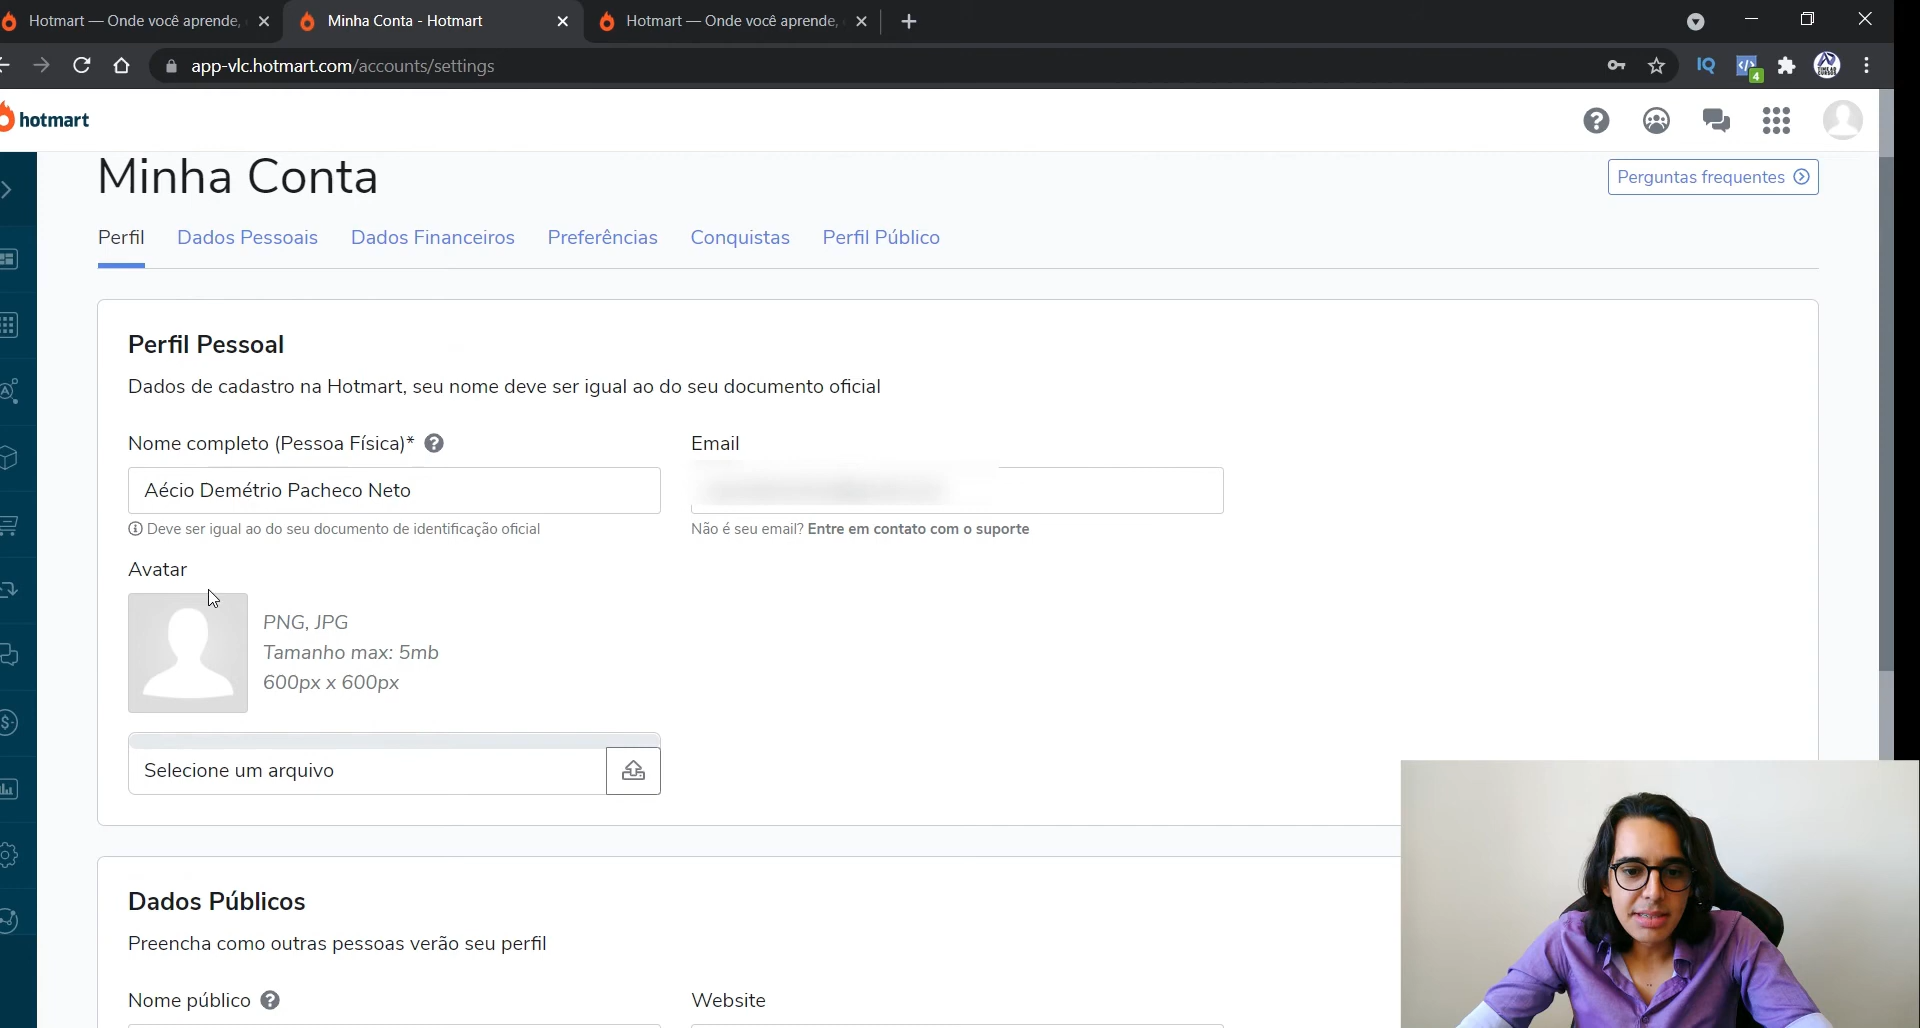 Hotmart — Onde você aprende,
Minha Conta - Hotmart
Hotmart — Onde você aprende,
app-vlc.hotmart.com/accounts/settings
IQ
4
hotmart
Minha Conta
Perguntas frequentes
Perfil
Dados Pessoais
Dados Financeiros
Preferências
Conquistas
Perfil Público
Perfil Pessoal
Dados de cadastro na Hotmart, seu nome deve ser igual ao do seu documento oficial
Nome completo (Pessoa Física)*
Email
Aécio Demétrio Pacheco Neto
Deve ser igual ao do seu documento de identificação oficial
Não é seu email? Entre em contato com o suporte
Avatar
PNG, JPG
Tamanho max: 5mb
600px x 600px
Selecione um arquivo
Dados Públicos
Preencha como outras pessoas verão seu perfil
Nome público
Website